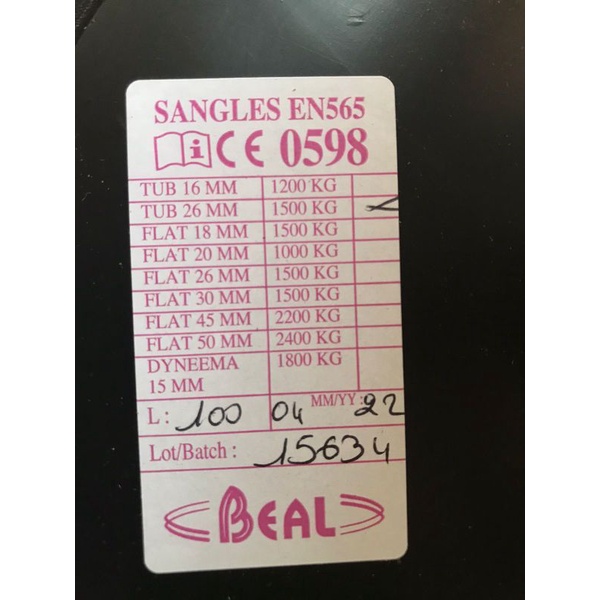 SANGLES EN565
i CE 0598
TUB 16 MM 1200 KG
TUB 26 MM 1500 KG ✓
FLAT 18 MM 1500 KG
FLAT 20 MM 1000 KG
FLAT 26 MM 1500 KG
FLAT 30 MM 1500 KG
FLAT 45 MM 2200 KG
FLAT 50 MM 2400 KG
DYNEEMA 1800 KG
15 MM
L : 100 04 MM/YY : 22
Lot/Batch : 15634
BEAL